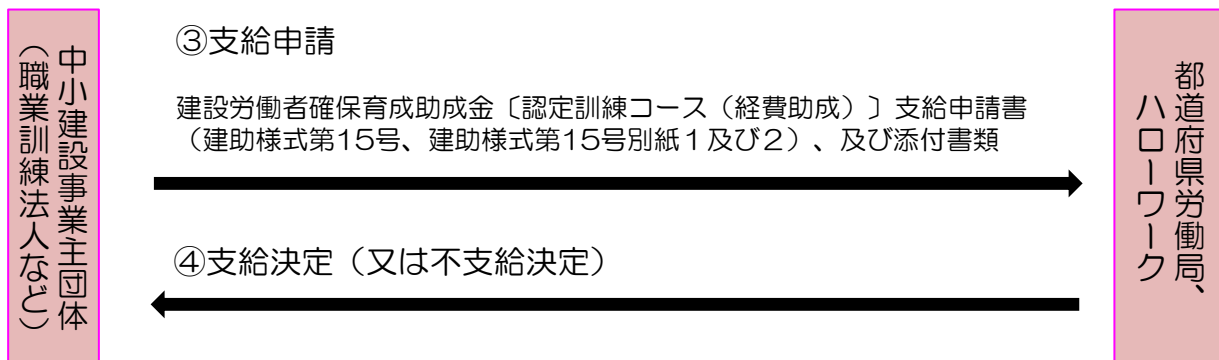 中小建設事業主団体
（職業訓練法人など）
③支給申請
建設労働者確保育成助成金〔認定訓練コース（経費助成）〕支給申請書
（建助様式第15号、建助様式第15号別紙１及び２）、及び添付書類
④支給決定（又は不支給決定）
都道府県労働局、
ハローワーク